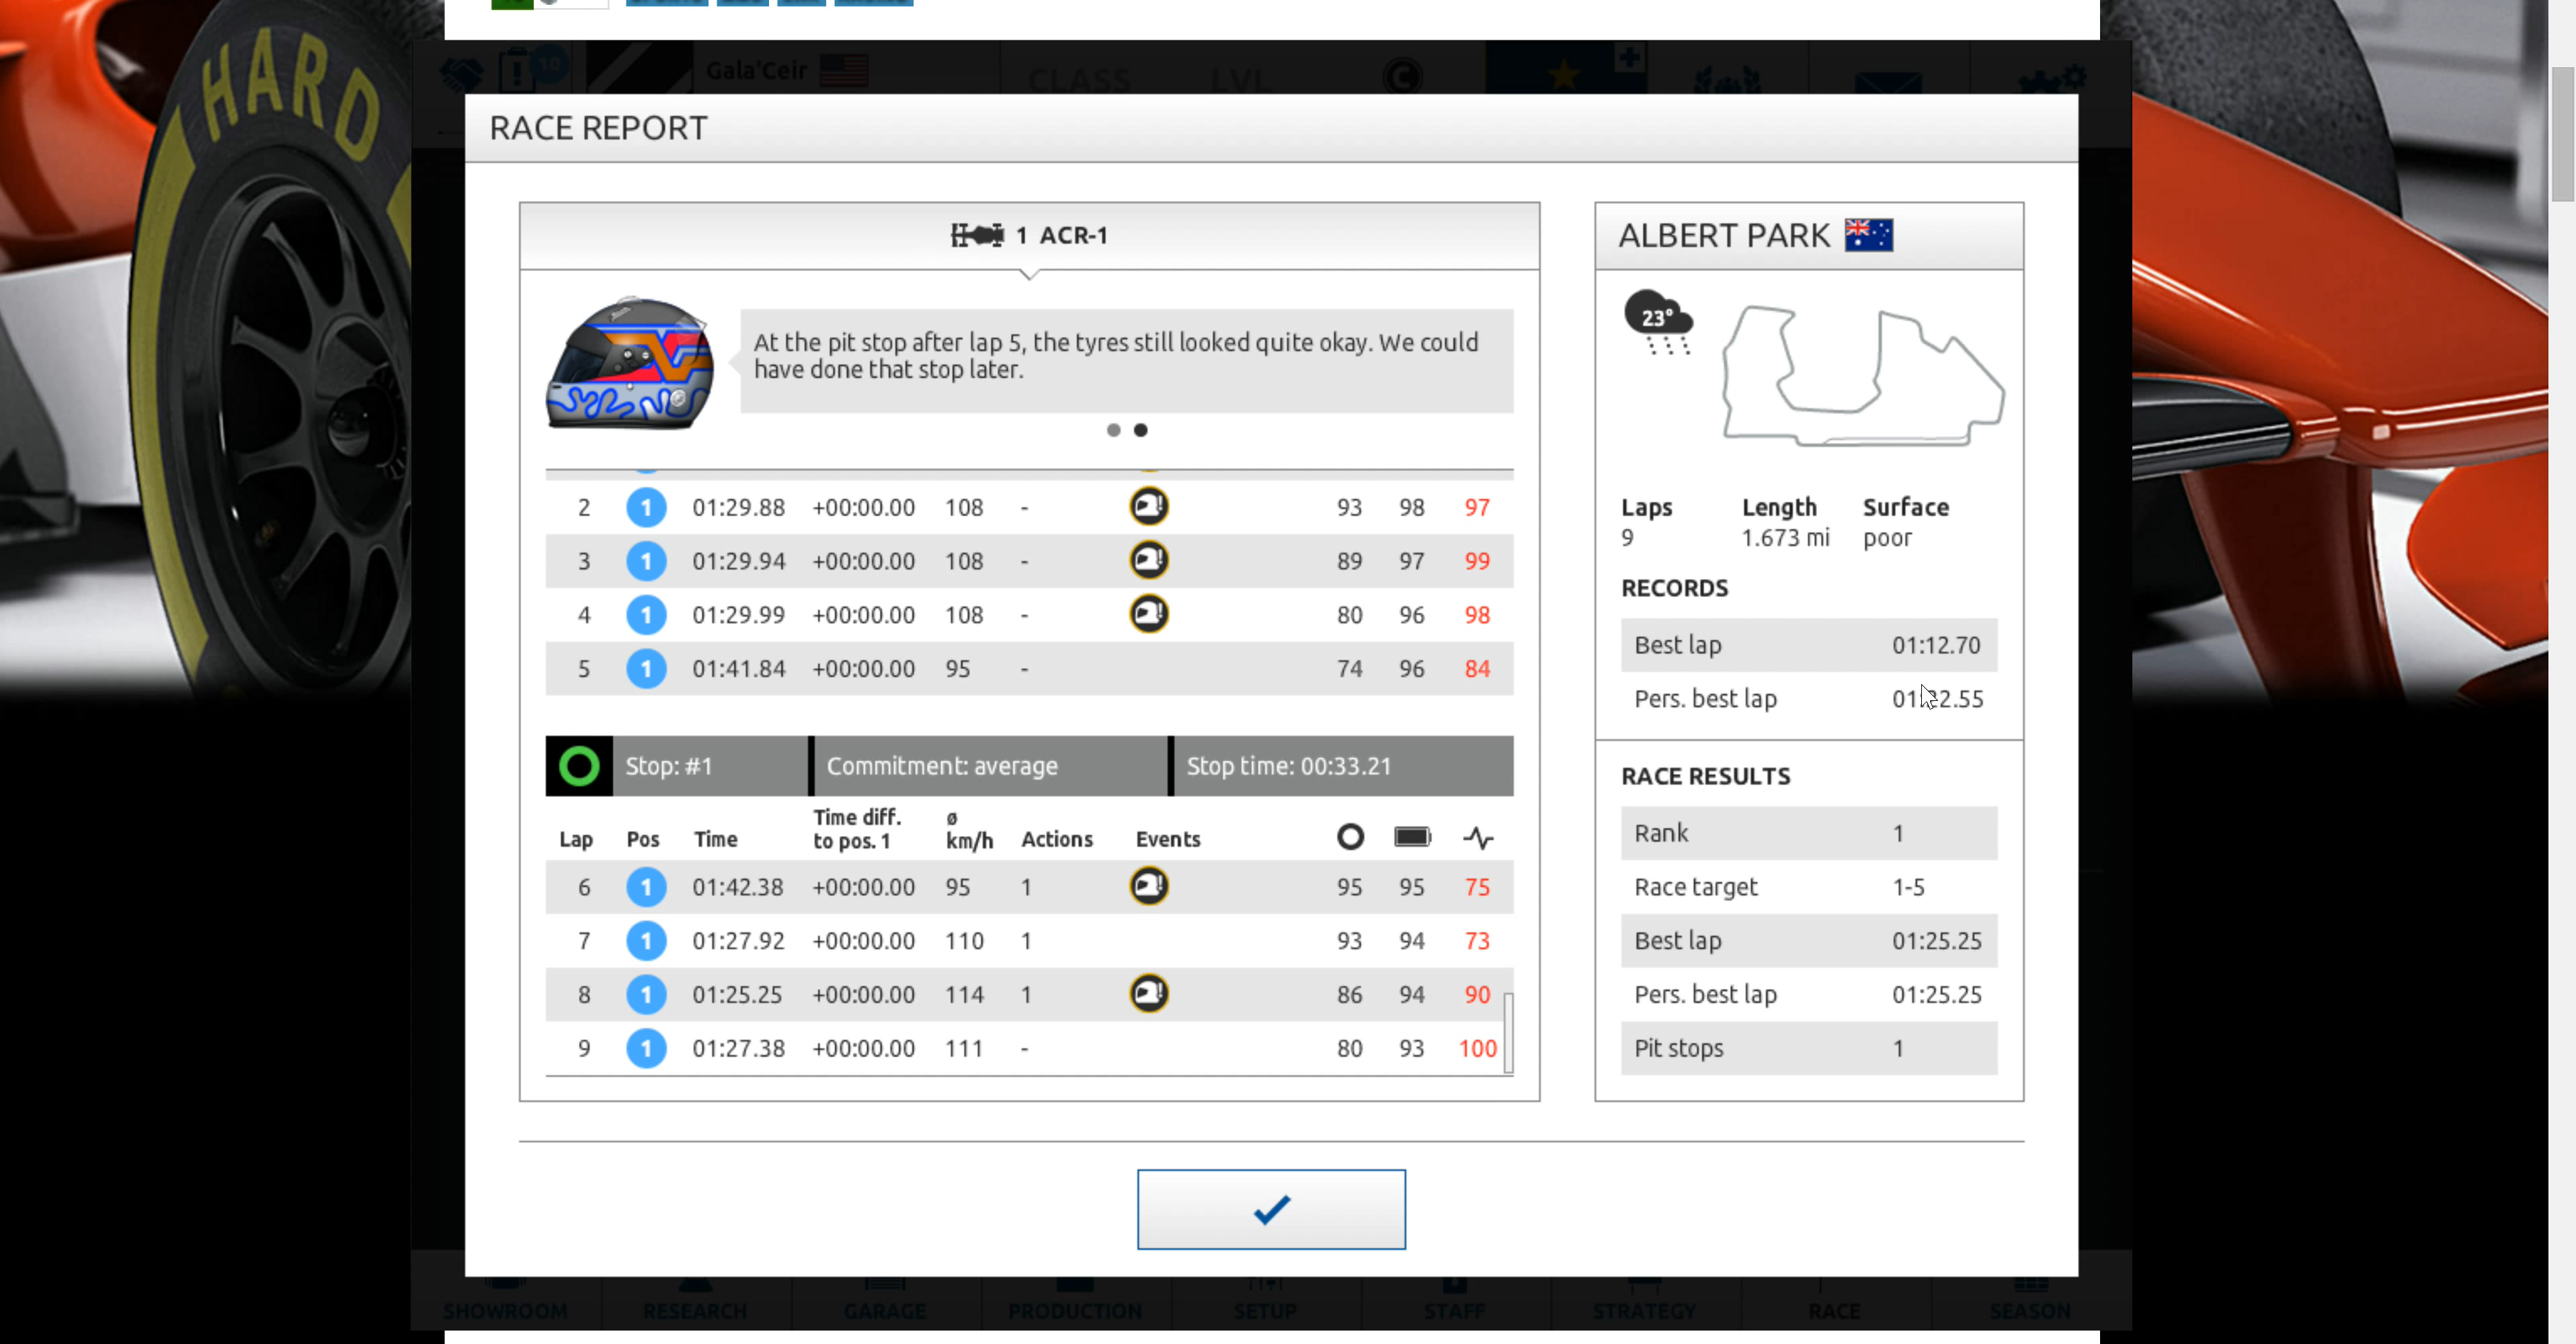 HARD
10
Gala'Ceir
CLASS
LVL
RACE REPORT
1 ACR-1
At the pit stop after lap 5, the tyres still looked quite okay. We could
have done that stop later.
2 1 01:29.88 +00:00.00 108 - 93 98 97
3 1 01:29.94 +00:00.00 108 - 89 97 99
4 1 01:29.99 +00:00.00 108 - 80 96 98
5 1 01:41.84 +00:00.00 95 - 74 96 84
Stop: #1 Commitment: average Stop time: 00:33.21
Lap Pos Time Time diff. to pos. 1 ø km/h Actions Events
6 1 01:42.38 +00:00.00 95 1 95 95 75
7 1 01:27.92 +00:00.00 110 1 93 94 73
8 1 01:25.25 +00:00.00 114 1 86 94 90
9 1 01:27.38 +00:00.00 111 - 80 93 100
ALBERT PARK
23°
Laps Length Surface
9 1.673 mi poor
RECORDS
Best lap 01:12.70
Pers. best lap
RACE RESULTS
Rank 1
Race target 1-5
Best lap 01:25.25
Pers. best lap 01:25.25
Pit stops 1
SHOWROOM RESEARCH GARAGE PRODUCTION SETUP STAFF STRATEGY RACE SEASON